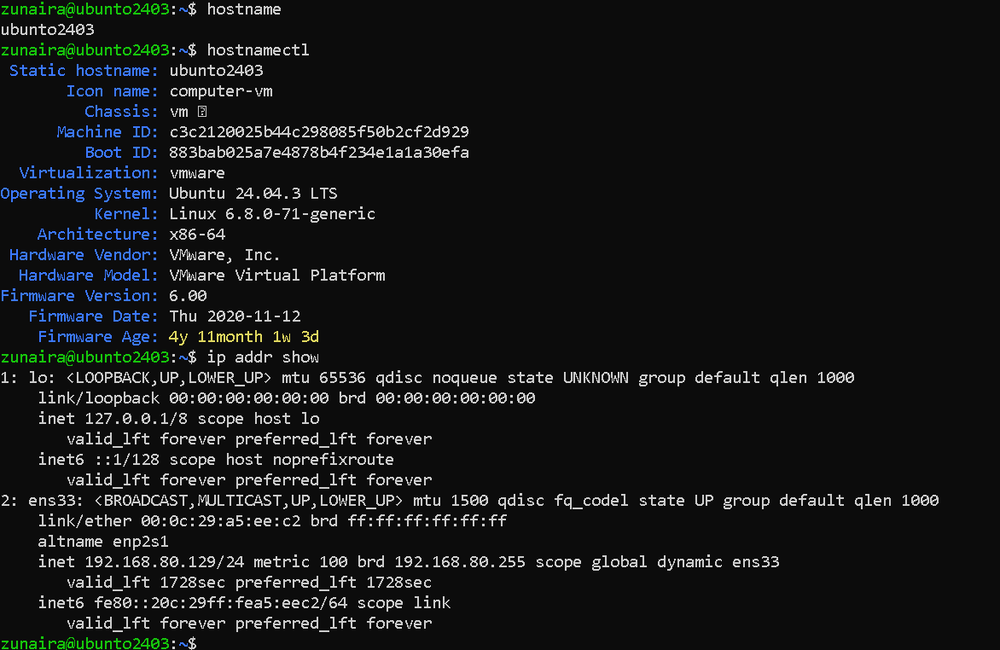 zunaira@ubunto2403:~$ hostname
ubunto2403
zunaira@ubunto2403:~$ hostnamectl
Static hostname: ubunto2403
Icon name: computer-vm
Chassis: vm
Machine ID: c3c2120025b44c298085f50b2cf2d929
Boot ID: 883bab025a7e4878b4f234e1a1a30efa
Virtualization: vmware
Operating System: Ubuntu 24.04.3 LTS
Kernel: Linux 6.8.0-71-generic
Architecture: x86-64
Hardware Vendor: VMware, Inc.
Hardware Model: VMware Virtual Platform
Firmware Version: 6.00
Firmware Date: Thu 2020-11-12
Firmware Age: 4y 11month 1w 3d
zunaira@ubunto2403:~$ ip addr show
1: lo: <LOOPBACK,UP,LOWER_UP> mtu 65536 qdisc noqueue state UNKNOWN group default qlen 1000
link/loopback 00:00:00:00:00:00 brd 00:00:00:00:00:00
inet 127.0.0.1/8 scope host lo
valid_lft forever preferred_lft forever
inet6 ::1/128 scope host noprefixroute
valid_lft forever preferred_lft forever
2: ens33: <BROADCAST,MULTICAST,UP,LOWER_UP> mtu 1500 qdisc fq_codel state UP group default qlen 1000
link/ether 00:0c:29:a5:ee:c2 brd ff:ff:ff:ff:ff:ff
altname enp2s1
inet 192.168.80.129/24 metric 100 brd 192.168.80.255 scope global dynamic ens33
valid_lft 1728sec preferred_lft 1728sec
inet6 fe80::20c:29ff:fea5:eec2/64 scope link
valid_lft forever preferred_lft forever
zunaira@ubunto2403:~$